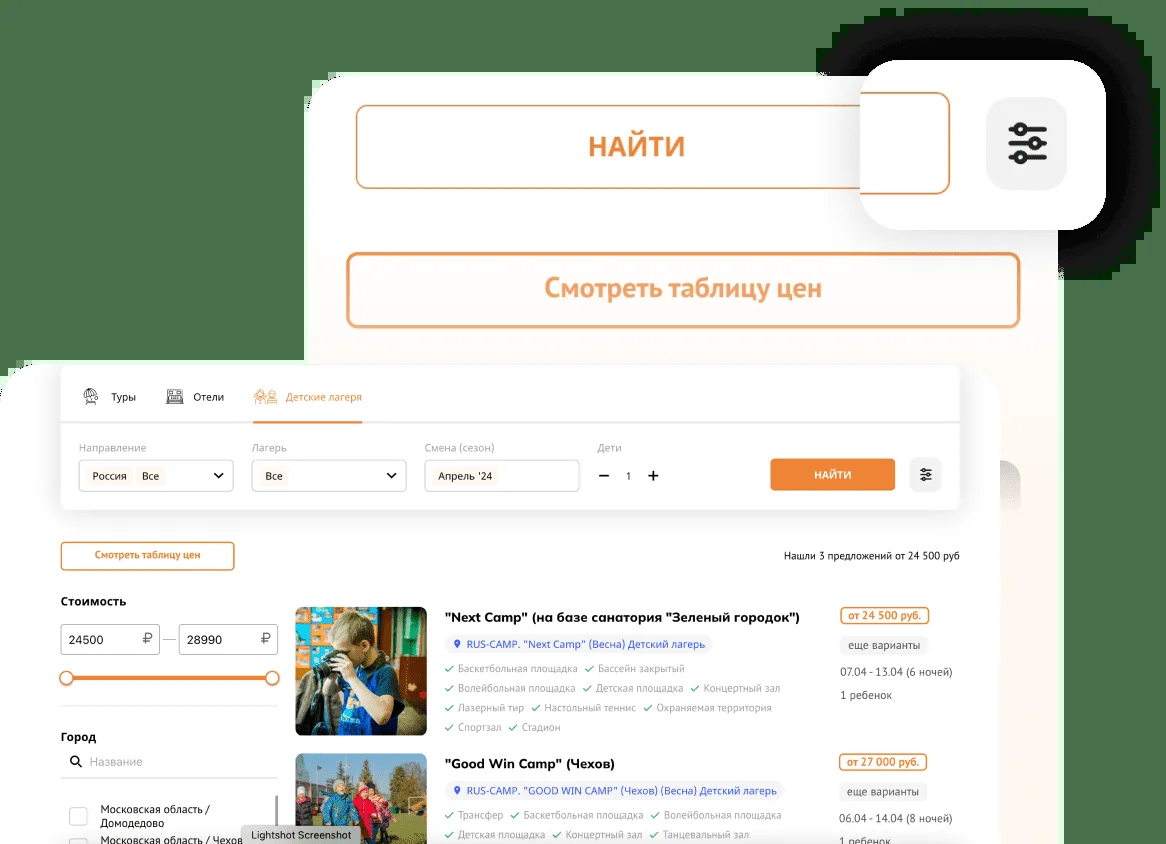 НАЙТИ
Смотреть таблицу цен
Туры
Отели
Детские лагеря
Направление
Лагерь
Смена (сезон)
Дети
Россия Все
Все
Апрель '24
1
НАЙТИ
Смотреть таблицу цен
Нашли 3 предложений от 24 500 руб
Стоимость
24500 ₽ — 28990 ₽
Город
Название
Московская область /
Домодедово
Московская область / Чехов
Lightshot Screenshot
"Next Camp" (на базе санатория "Зеленый городок")
RUS-CAMP. "Next Camp" (Весна) Детский лагерь
Баскетбольная площадка Бассейн закрытый
Волейбольная площадка Детская площадка Концертный зал
Лазерный тир Настольный теннис Охраняемая территория
Спортзал Стадион
от 24 500 руб.
еще варианты
07.04 - 13.04 (6 ночей)
1 ребенок
"Good Win Camp" (Чехов)
RUS-CAMP. "GOOD WIN CAMP" (Чехов) (Весна) Детский лагерь
Трансфер Баскетбольная площадка Волейбольная площадка
Детская площадка Концертный зал Танцевальный зал
от 27 000 руб.
еще варианты
06.04 - 14.04 (8 ночей)
1 ребенок